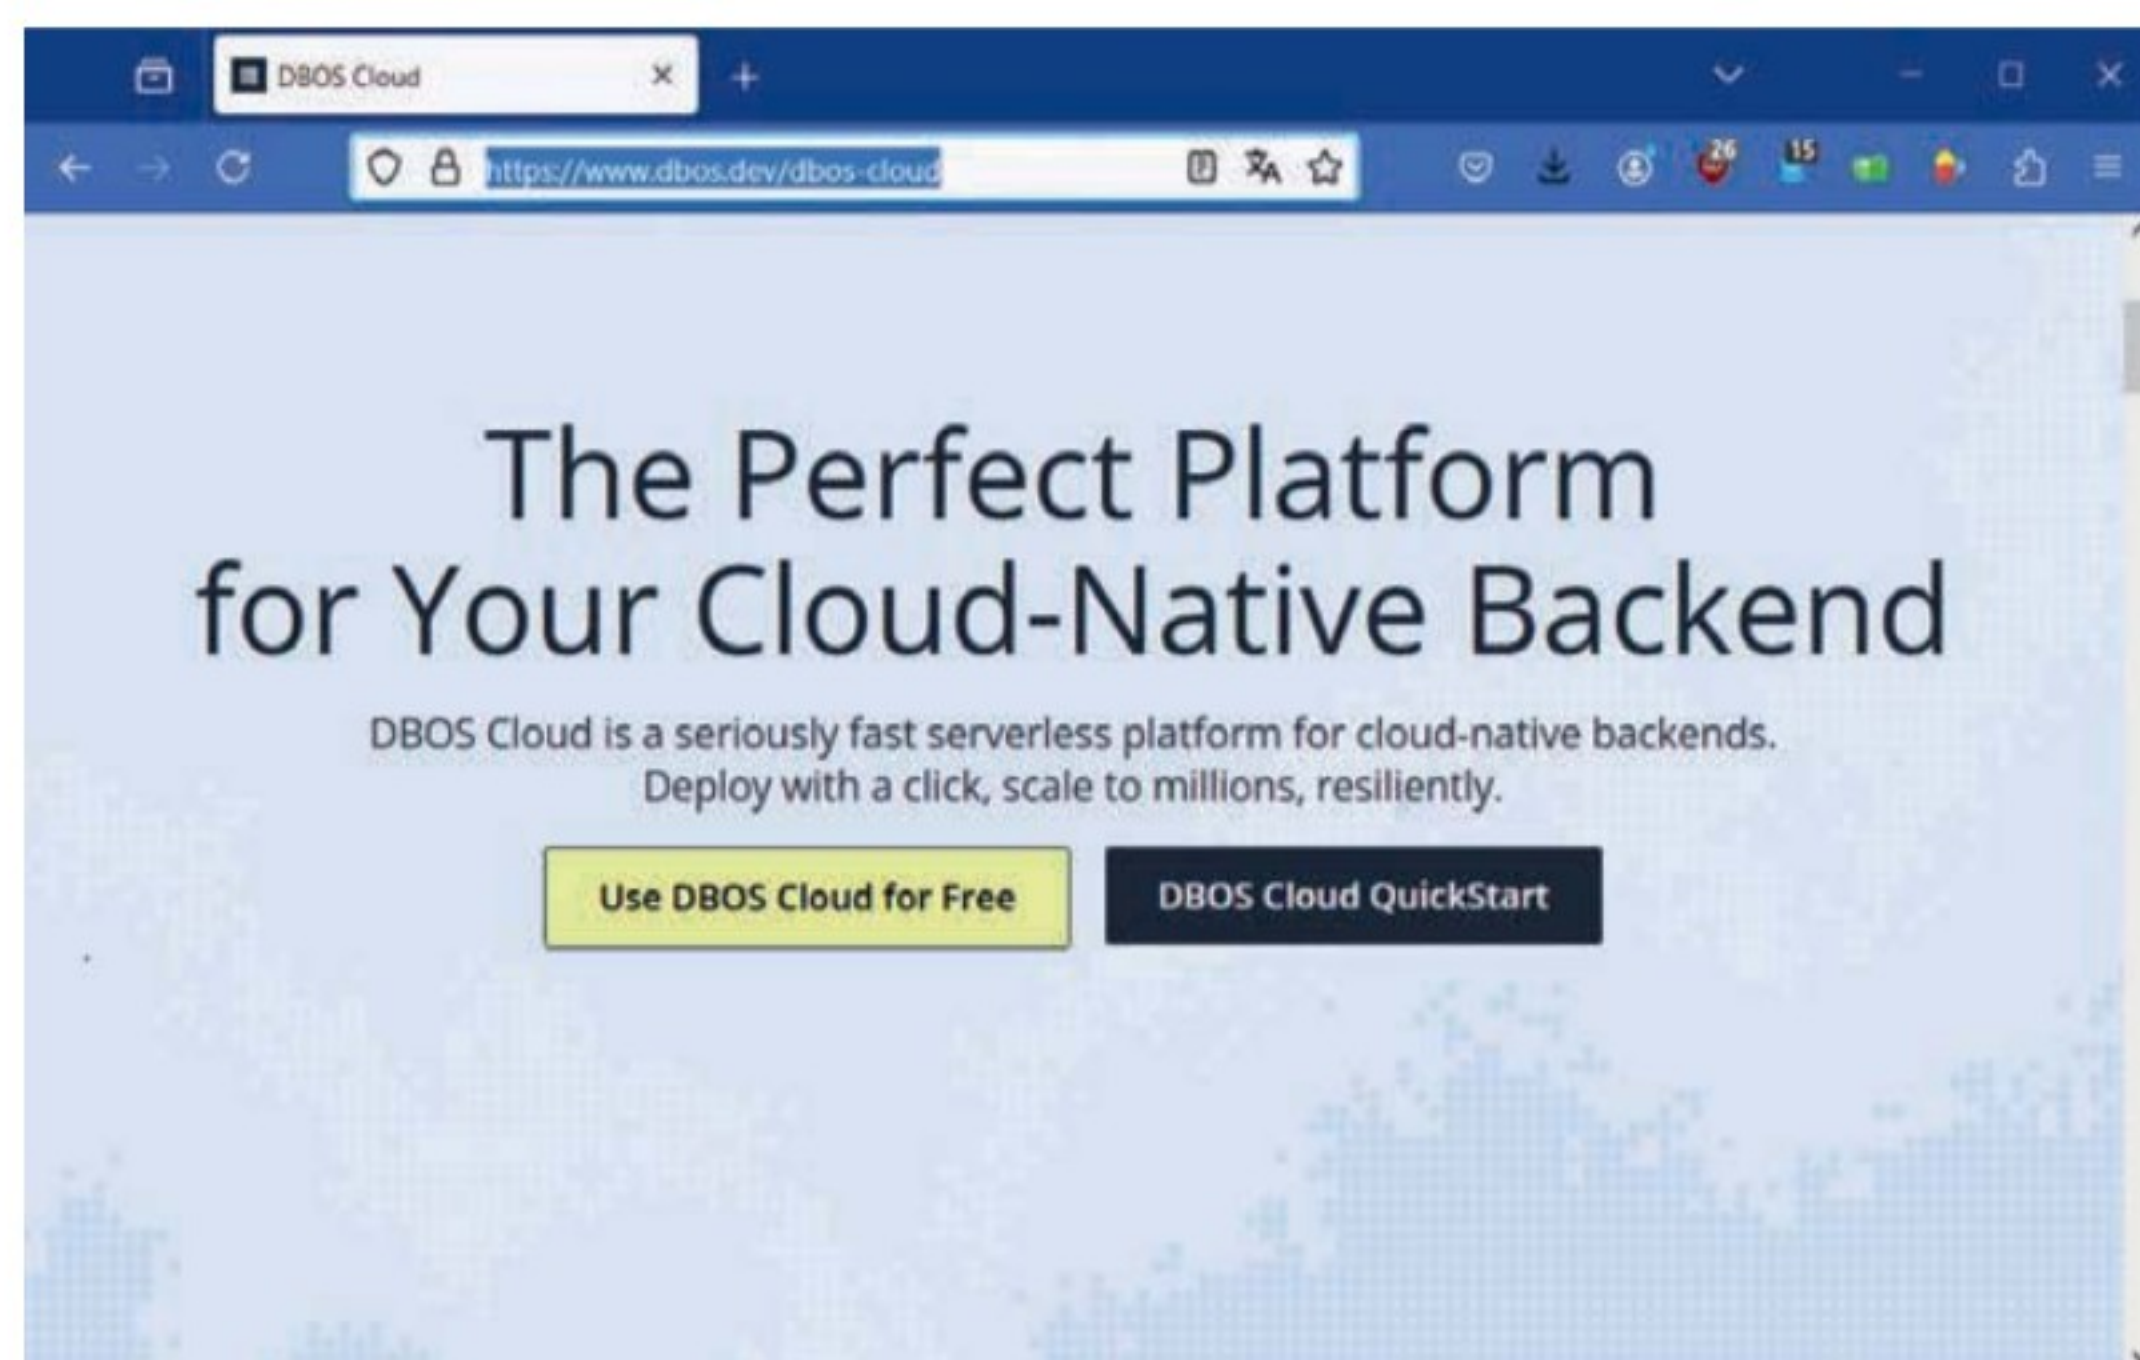 DBOS Cloud
https://www.dbos.dev/dbos-cloud
26
15
The Perfect Platform
for Your Cloud-Native Backend
DBOS Cloud is a seriously fast serverless platform for cloud-native backends.
Deploy with a click, scale to millions, resiliently.
Use DBOS Cloud for Free
DBOS Cloud QuickStart